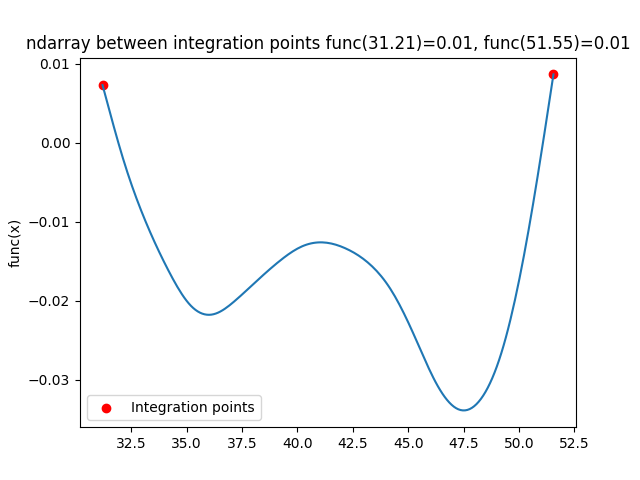 ndarray between integration points func(31.21)=0.01, func(51.55)=0.01
0.01
0.00
−0.01
−0.02
−0.03
func(x)
Integration points
32.5 35.0 37.5 40.0 42.5 45.0 47.5 50.0 52.5